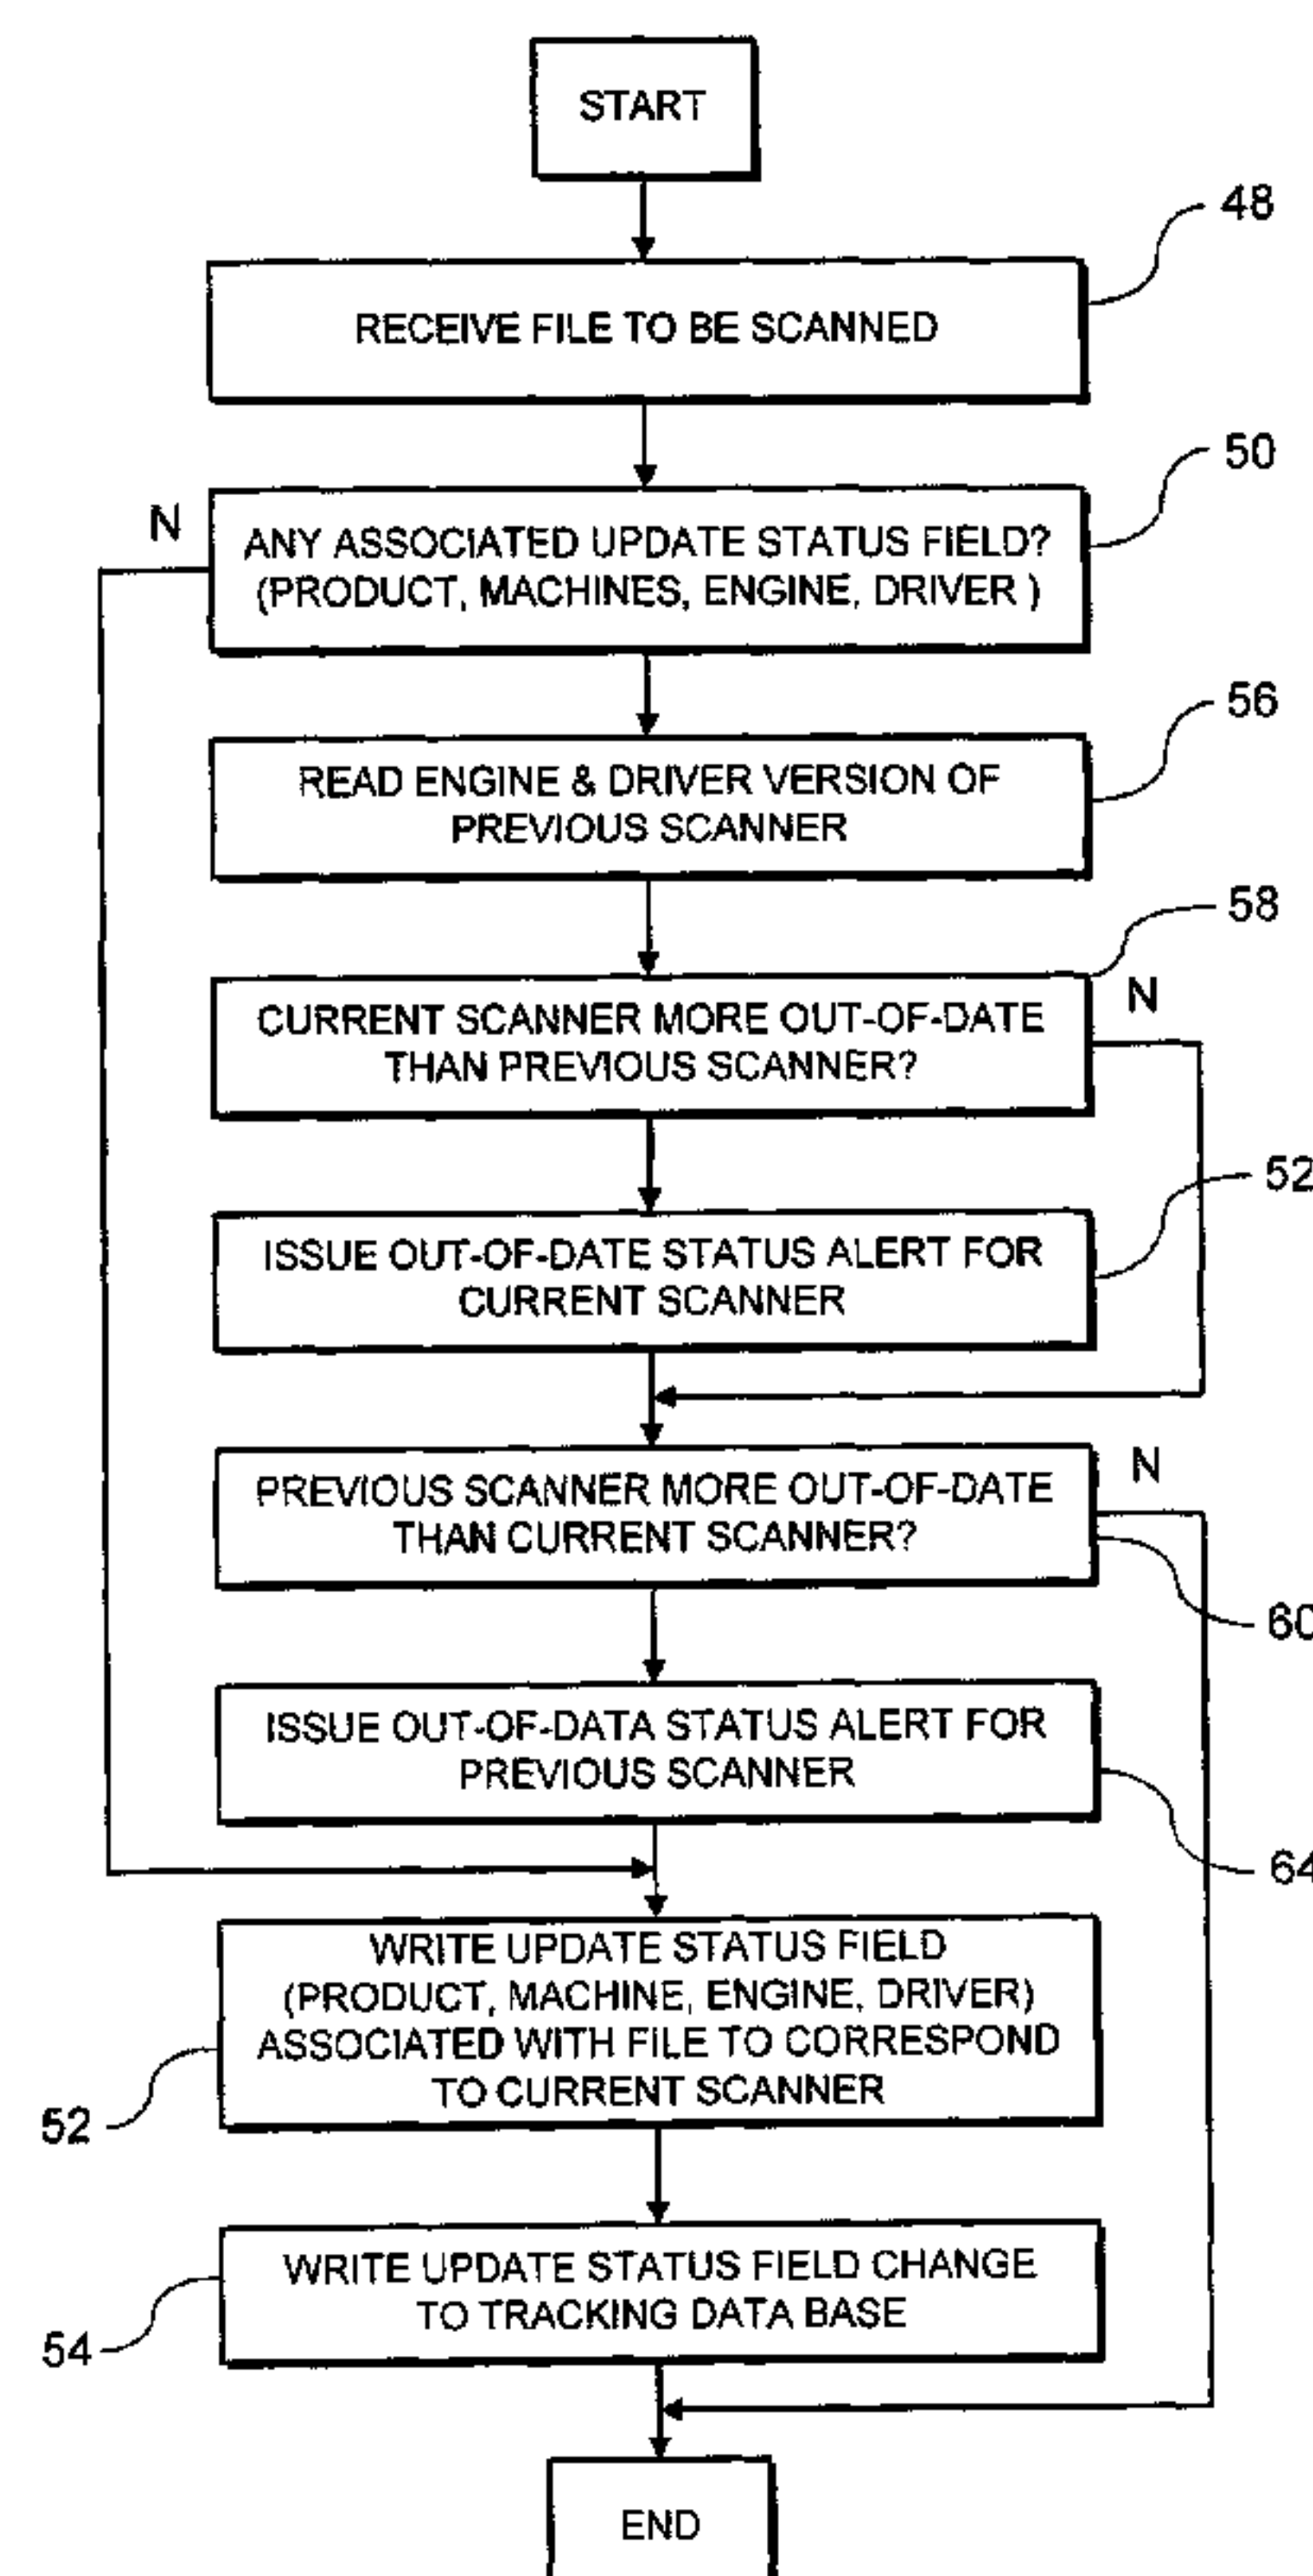 START
48
RECEIVE FILE TO BE SCANNED
50
N
ANY ASSOCIATED UPDATE STATUS FIELD?
(PRODUCT, MACHINES, ENGINE, DRIVER )
56
READ ENGINE & DRIVER VERSION OF
PREVIOUS SCANNER
58
N
CURRENT SCANNER MORE OUT-OF-DATE
THAN PREVIOUS SCANNER?
52
ISSUE OUT-OF-DATE STATUS ALERT FOR
CURRENT SCANNER
N
PREVIOUS SCANNER MORE OUT-OF-DATE
THAN CURRENT SCANNER?
60
ISSUE OUT-OF-DATA STATUS ALERT FOR
PREVIOUS SCANNER
64
WRITE UPDATE STATUS FIELD
(PRODUCT, MACHINE, ENGINE, DRIVER)
ASSOCIATED WITH FILE TO CORRESPOND
TO CURRENT SCANNER
52
WRITE UPDATE STATUS FIELD CHANGE
TO TRACKING DATA BASE
54
END